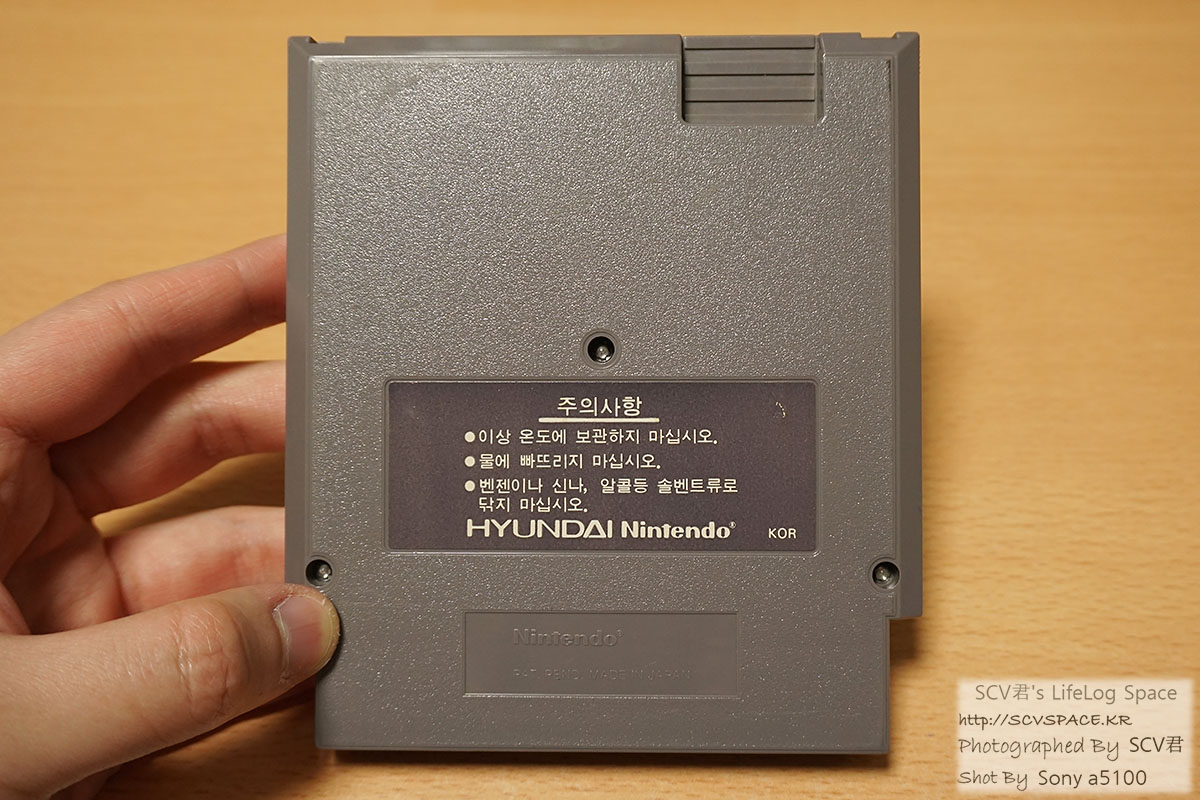 주의사항
●이상 온도에 보관하지 마십시오.
●물에 빠뜨리지 마십시오.
●벤젠이나 신나, 알콜등 솔벤트류로
닦지 마십시오.
HYUNDAI Nintendo®
KOR
Nintendo®
PAT. PEND. MADE IN JAPAN
SCV君's LifeLog Space
http://SCVSPACE.KR
Photographed By SCV君
Shot By Sony a5100